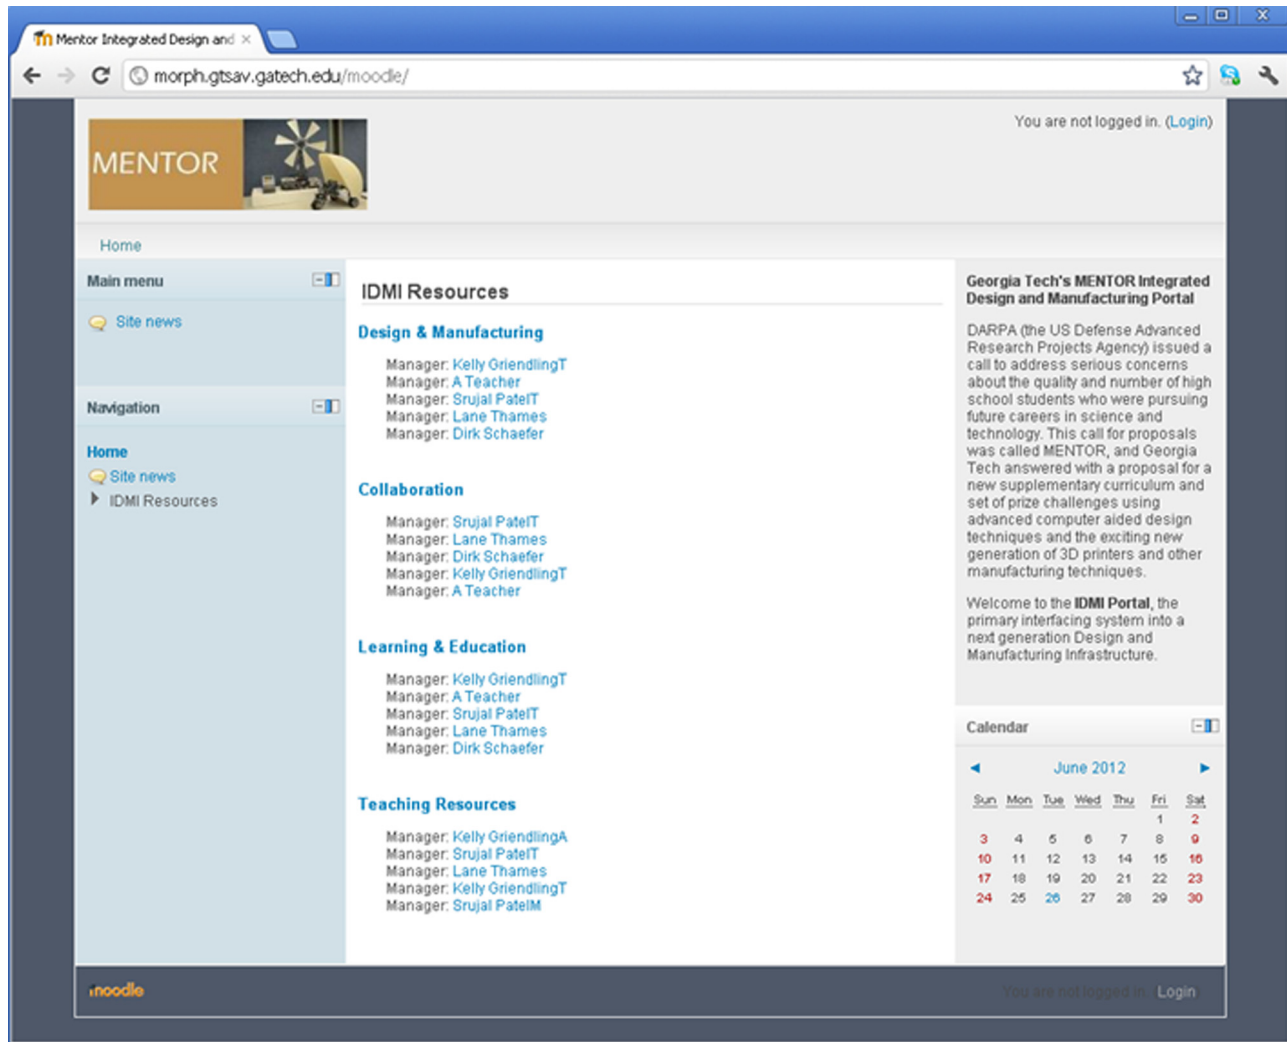 Mentor Integrated Design and
morph.gtsav.gatech.edu/moodle/
You are not logged in. (Login)
MENTOR
Home
Main menu
Site news
Navigation
Home
Site news
IDMI Resources
IDMI Resources
Design & Manufacturing
Manager: Kelly GriendlingT
Manager: A Teacher
Manager: Srujal PatelT
Manager: Lane Thames
Manager: Dirk Schaefer
Collaboration
Manager: Srujal PatelT
Manager: Lane Thames
Manager: Dirk Schaefer
Manager: Kelly GriendlingT
Manager: A Teacher
Learning & Education
Manager: Kelly GriendlingT
Manager: A Teacher
Manager: Srujal PatelT
Manager: Lane Thames
Manager: Dirk Schaefer
Teaching Resources
Manager: Kelly GriendlingA
Manager: Srujal PatelT
Manager: Lane Thames
Manager: Kelly GriendlingT
Manager: Srujal PatelM
Georgia Tech's MENTOR Integrated
Design and Manufacturing Portal
DARPA (the US Defense Advanced
Research Projects Agency) issued a
call to address serious concerns
about the quality and number of high
school students who were pursuing
future careers in science and
technology. This call for proposals
was called MENTOR, and Georgia
Tech answered with a proposal for a
new supplementary curriculum and
set of prize challenges using
advanced computer aided design
techniques and the exciting new
generation of 3D printers and other
manufacturing techniques.
Welcome to the IDMI Portal, the
primary interfacing system into a
next generation Design and
Manufacturing Infrastructure.
Calendar
June 2012
Sun Mon Tue Wed Thu Fri Sat
1 2
3 4 5 6 7 8 9
10 11 12 13 14 15 16
17 18 19 20 21 22 23
24 25 26 27 28 29 30
moodle
You are not logged in. (Login)